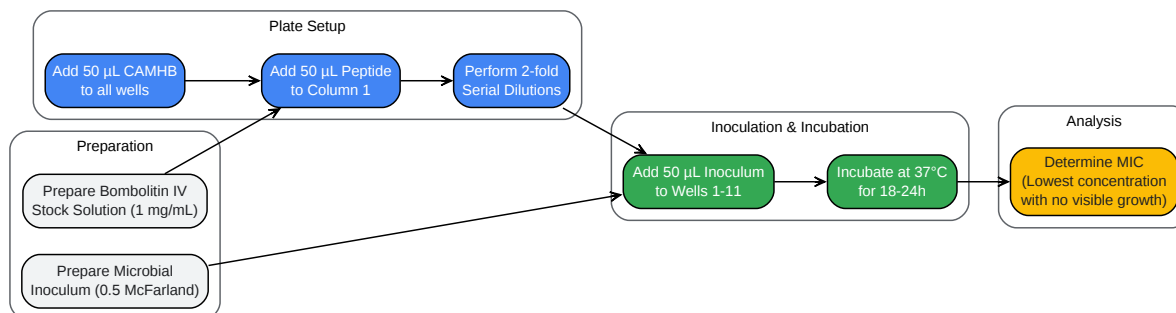 Plate Setup
Add 50 µL CAMHB
to all wells
Add 50 µL Peptide
to Column 1
Perform 2-fold
Serial Dilutions
Preparation
Prepare Bombolitin IV
Stock Solution (1 mg/mL)
Prepare Microbial
Inoculum (0.5 McFarland)
Inoculation & Incubation
Add 50 µL Inoculum
to Wells 1-11
Incubate at 37°C
for 18-24h
Analysis
Determine MIC
(Lowest concentration
with no visible growth)